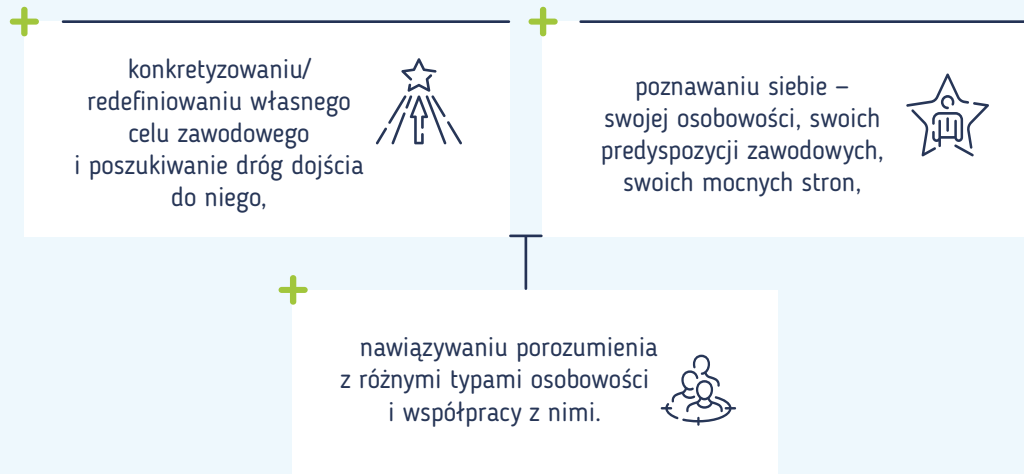 konkretyzowaniu/
redefiniowaniu własnego
celu zawodowego
i poszukiwanie dróg dojścia
do niego,
poznawaniu siebie –
swojej osobowości, swoich
predyspozycji zawodowych,
swoich mocnych stron,
nawiązywaniu porozumienia
z różnymi typami osobowości
i współpracy z nimi.